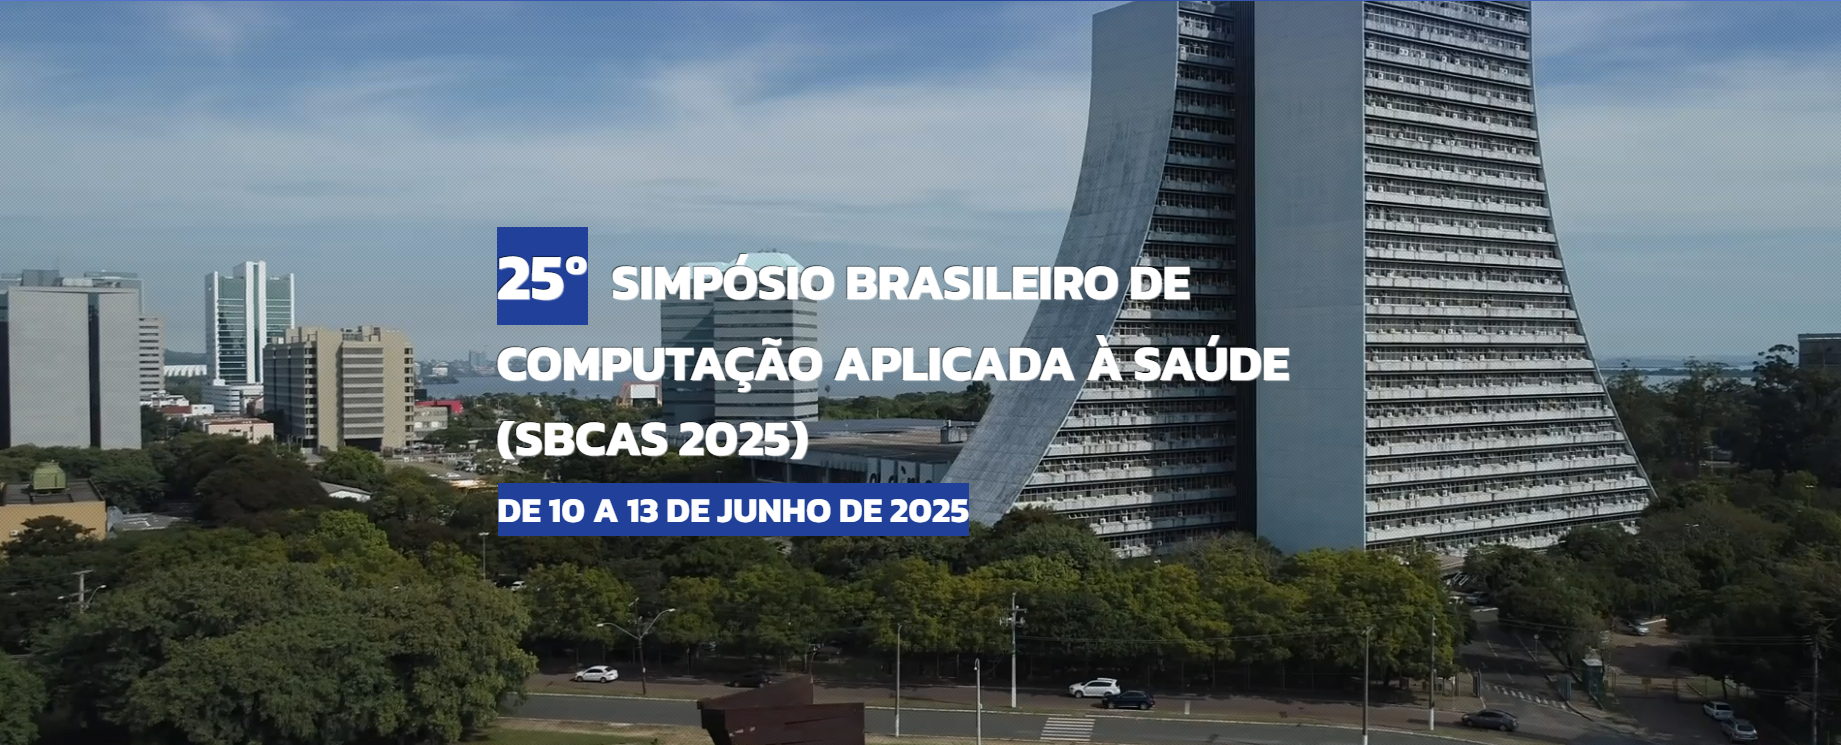 25º SIMPÓSIO BRASILEIRO DE
COMPUTAÇÃO APLICADA À SAÚDE
(SBCAS 2025)
DE 10 A 13 DE JUNHO DE 2025